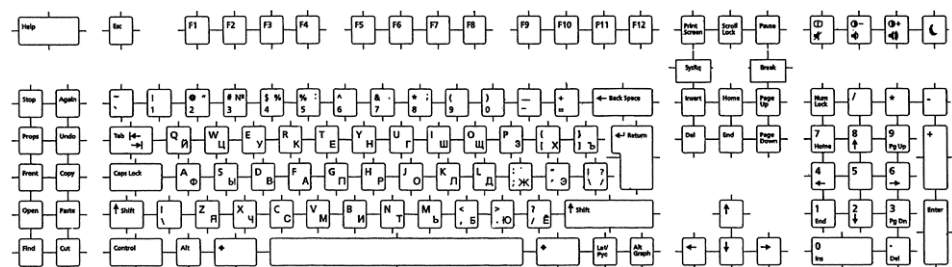 Help Esc F1 F2 F3 F4 F5 F6 F7 F8 F9 F10 F11 F12 Print Screen Scroll Lock Pause
SysRq Break
Stop Again ~ ` ! 1 @ " 2 # № 3 $ % 4 % : 5 ^ 6 & . 7 * ; 8 ( 9 ) 0 _ - + = ← Back Space Insert Home Page Up Num Lock / * -
Props Undo Tab Q Й W Ц E У R К T Е Y Н U Г I Ш O Щ P З { [ Х } ] Ъ ↵ Return Del End Page Down 7 Home 8 ↑ 9 Pg Up +
Front Copy Caps Lock A Ф S Ы D В F А G П H Р J О K Л L Д : ; Ж " ' Э | ? \ / 4 ← 5 6 →
Open Paste ↑ Shift | \ Z Я X Ч C С V М B И N Т M Ь < , Б > . Ю ? / Ё ↑ Shift ↑ 1 End 2 ↓ 3 Pg Dn Enter
Find Cut Control Alt Lat/ Рус Alt Graph ← ↓ → 0 Ins . Del